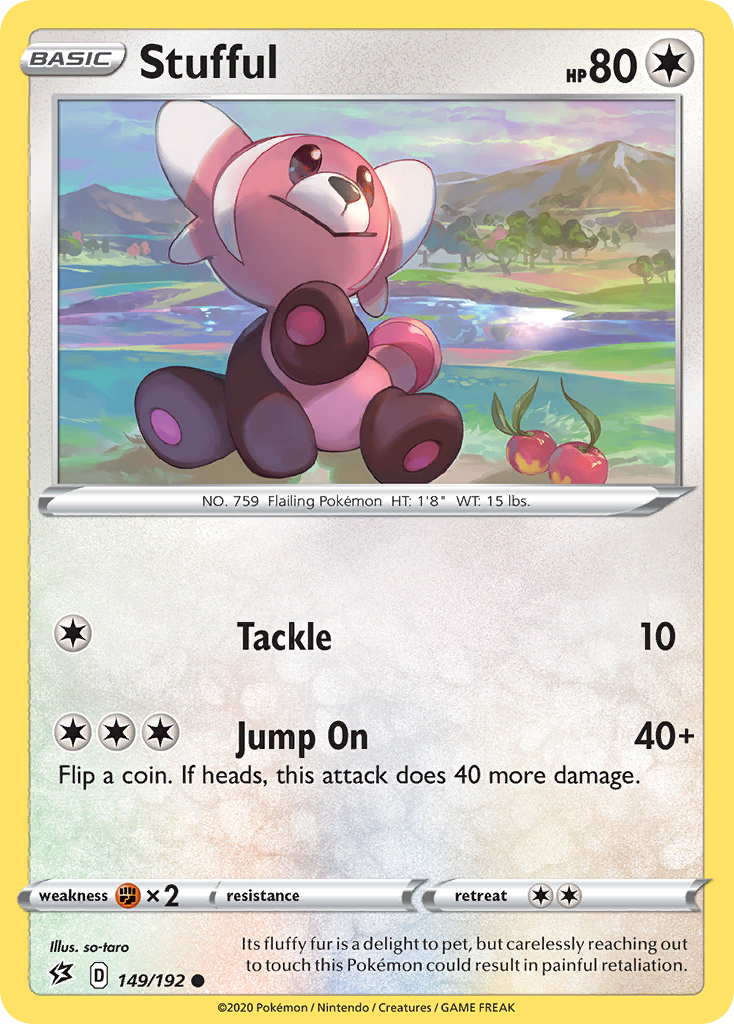 BASIC Stufful HP80
NO. 759 Flailing Pokémon HT: 1'8" WT: 15 lbs.
Tackle 10
Jump On 40+
Flip a coin. If heads, this attack does 40 more damage.
weakness ×2 resistance retreat
Illus. so-taro
Its fluffy fur is a delight to pet, but carelessly reaching out
to touch this Pokémon could result in painful retaliation.
D 149/192
©2020 Pokémon / Nintendo / Creatures / GAME FREAK